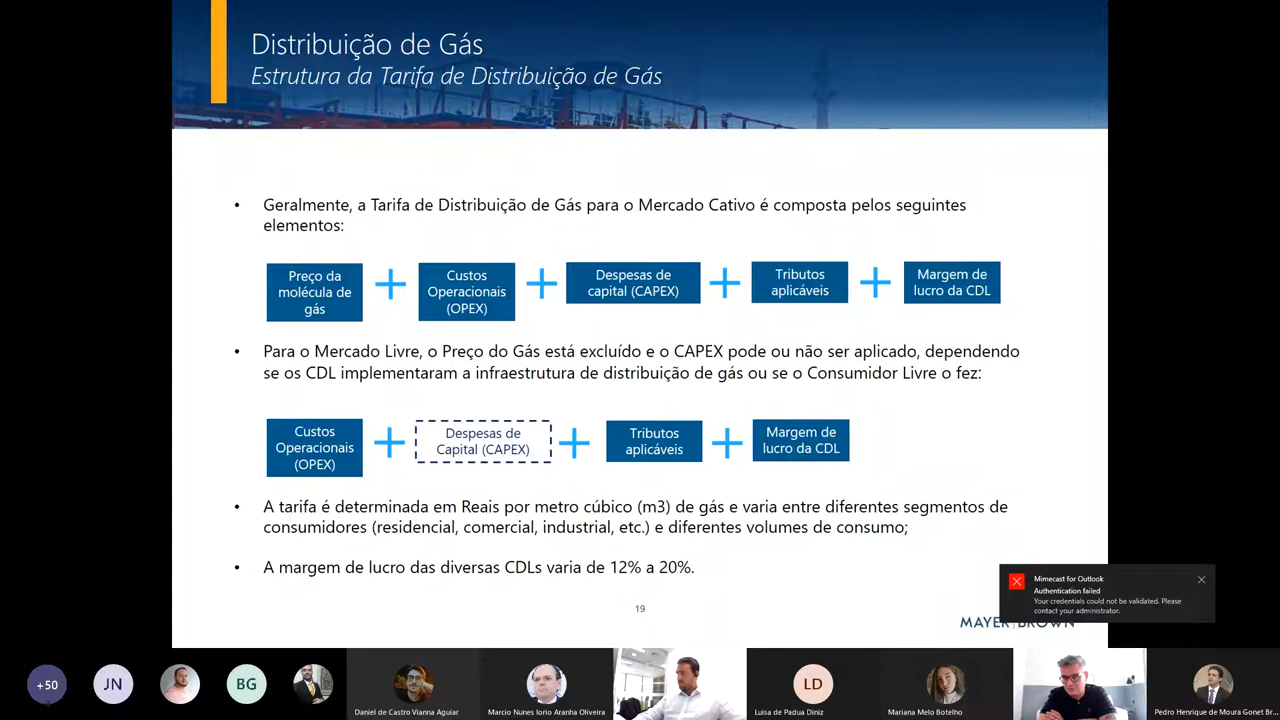 Distribuição de Gás
Estrutura da Tarifa de Distribuição de Gás
• Geralmente, a Tarifa de Distribuição de Gás para o Mercado Cativo é composta pelos seguintes
elementos:
Preço da
molécula de
gás
+
Custos
Operacionais
(OPEX)
+
Despesas de
capital (CAPEX)
+
Tributos
aplicáveis
+
Margem de
lucro da CDL
• Para o Mercado Livre, o Preço do Gás está excluído e o CAPEX pode ou não ser aplicado, dependendo
se os CDL implementaram a infraestrutura de distribuição de gás ou se o Consumidor Livre o fez:
Custos
Operacionais
(OPEX)
+
Despesas de
Capital (CAPEX)
+
Tributos
aplicáveis
+
Margem de
lucro da CDL
• A tarifa é determinada em Reais por metro cúbico (m3) de gás e varia entre diferentes segmentos de
consumidores (residencial, comercial, industrial, etc.) e diferentes volumes de consumo;
• A margem de lucro das diversas CDLs varia de 12% a 20%.
Mimecast for Outlook
Authentication failed
Your credentials could not be validated. Please
contact your administrator.
19
MAYER BROWN
+50
JN
BG
LD
Daniel de Castro Vianna Aguiar
Marcio Nunes Iorio Aranha Oliveira
Luisa de Padua Diniz
Mariana Melo Botelho
Pedro Henrique de Moura Gonet Br...